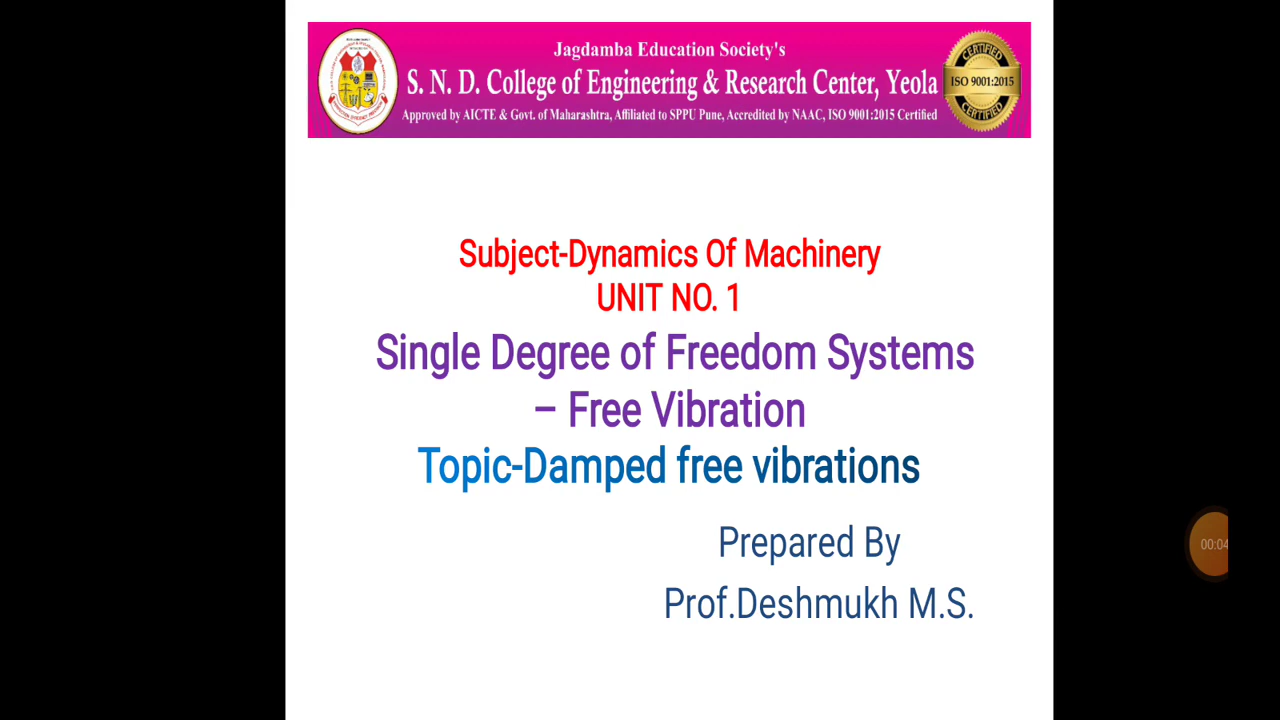 Jagdamba Education Society's
S. N. D. College of Engineering & Research Center, Yeola
Approved by AICTE & Govt. of Maharashtra, Affiliated to SPPU Pune, Accredited by NAAC, ISO 9001:2015 Certified
CERTIFIED
ISO 9001:2015
CERTIFIED
Subject-Dynamics Of Machinery
UNIT NO. 1
Single Degree of Freedom Systems
– Free Vibration
Topic-Damped free vibrations
Prepared By
Prof.Deshmukh M.S.
00:04